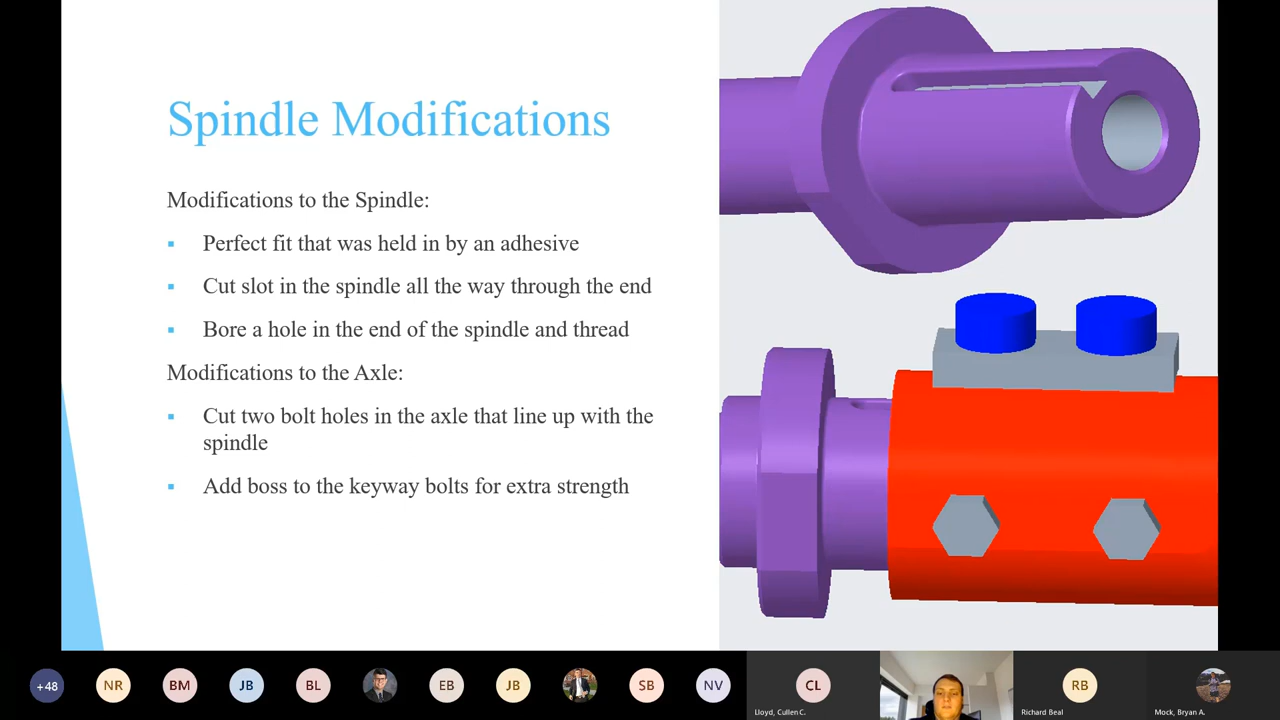 Spindle Modifications
Modifications to the Spindle:
Perfect fit that was held in by an adhesive
Cut slot in the spindle all the way through the end
Bore a hole in the end of the spindle and thread
Modifications to the Axle:
Cut two bolt holes in the axle that line up with the
spindle
Add boss to the keyway bolts for extra strength
+48
NR
BM
JB
BL
EB
JB
SB
NV
CL
Lloyd, Cullen C.
RB
Richard Beal
Mock, Bryan A.